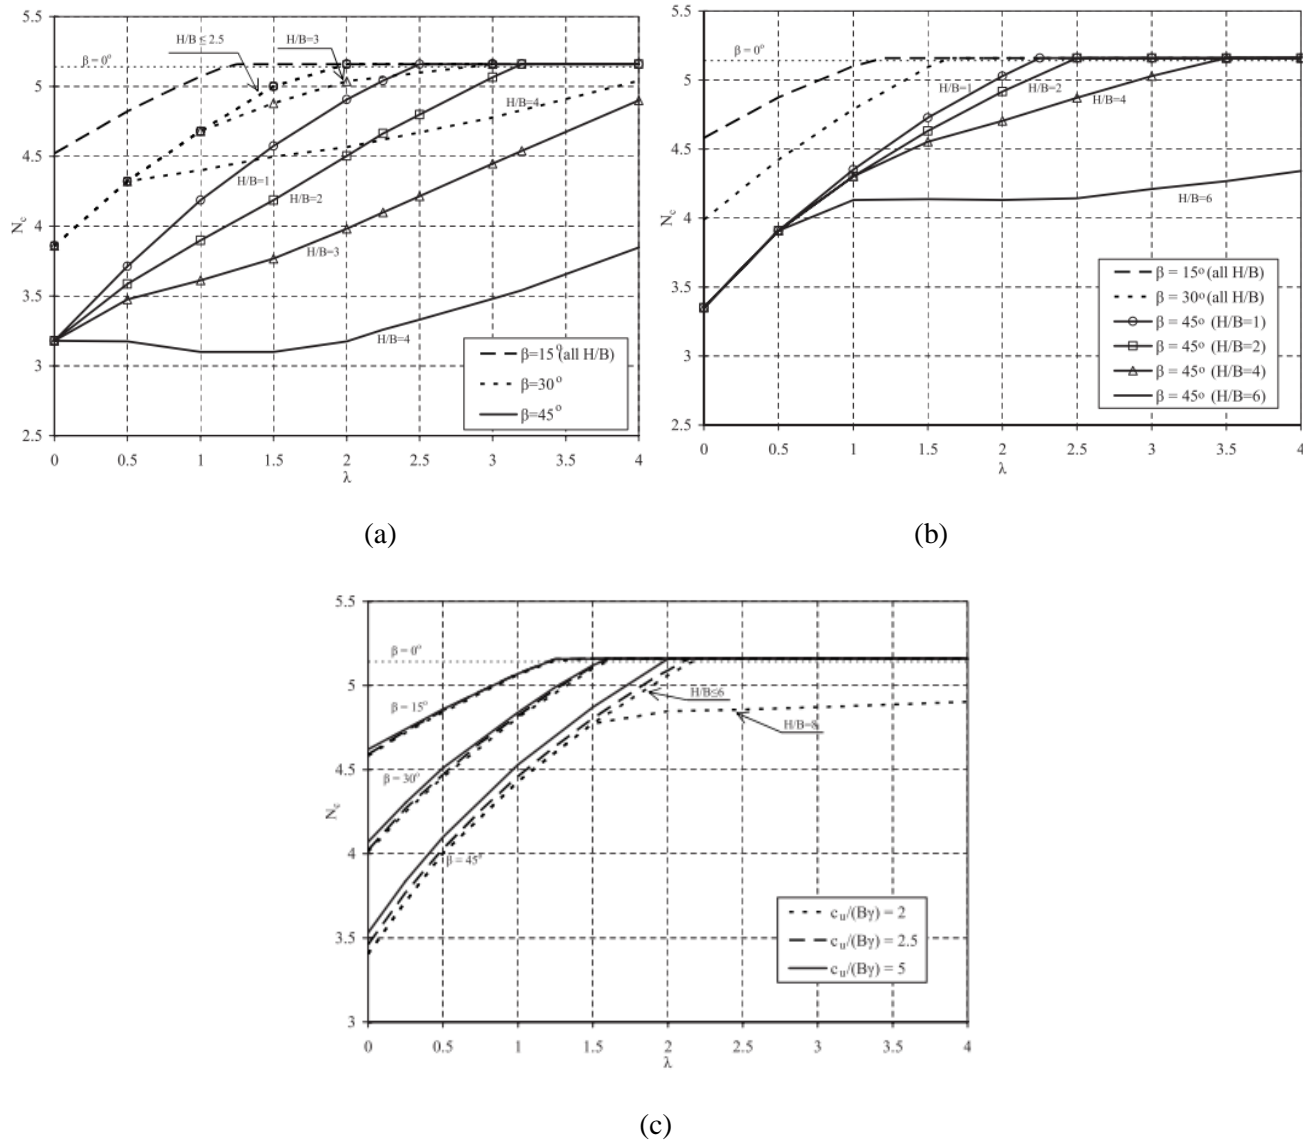 5.5
5
4.5
4
3.5
3
2.5
N_c
β=0°
H/B ≤ 2.5
H/B=3
H/B=4
H/B=1
H/B=2
H/B=3
H/B=4
β=15° (all H/B)
β=30°
β=45°
0 0.5 1 1.5 2 2.5 3 3.5 4
λ
(a)
5.5
5
4.5
4
3.5
3
2.5
N_c
β = 0°
H/B=1
H/B=2
H/B=4
H/B=6
β = 15° (all H/B)
β = 30° (all H/B)
β = 45° (H/B=1)
β = 45° (H/B=2)
β = 45° (H/B=4)
β = 45° (H/B=6)
0 0.5 1 1.5 2 2.5 3 3.5 4
λ
(b)
5.5
5
4.5
4
3.5
3
N_c
β = 0°
β = 15°
β = 30°
β = 45°
H/B≤6
H/B=8
c_u/(Bγ) = 2
c_u/(Bγ) = 2.5
c_u/(Bγ) = 5
0 0.5 1 1.5 2 2.5 3 3.5 4
λ
(c)